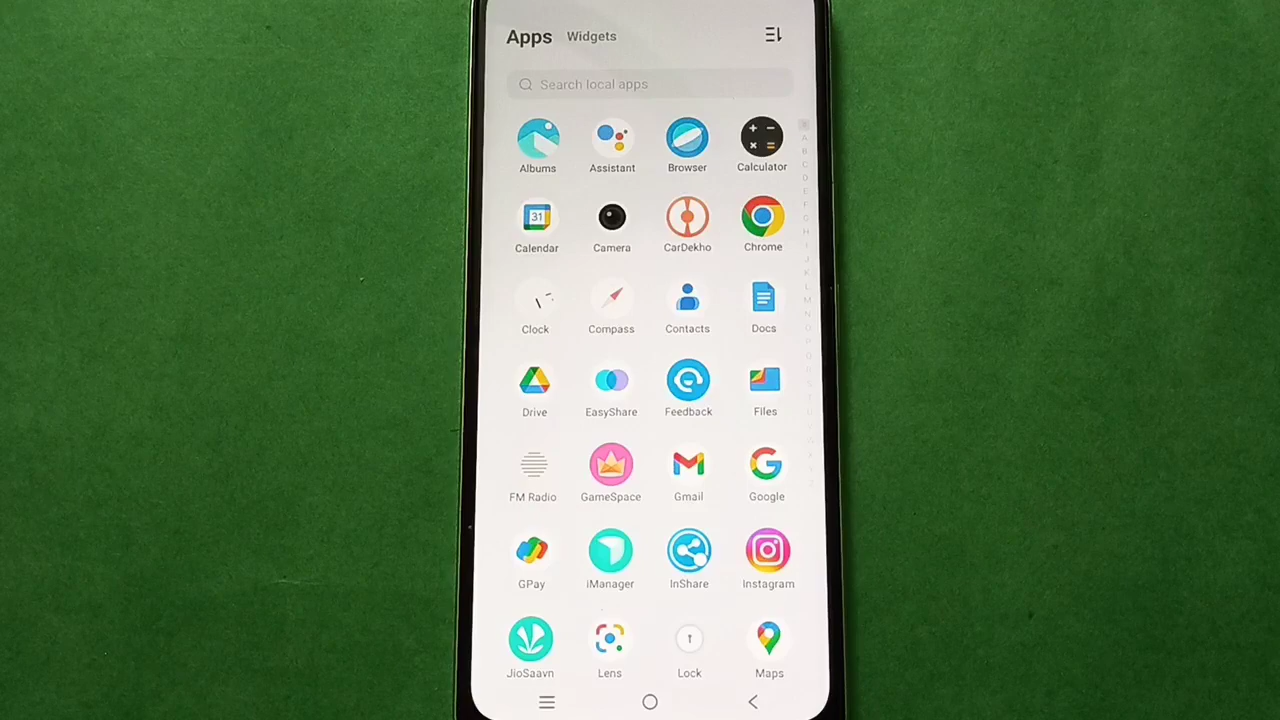 Apps Widgets
Search local apps
Albums Assistant Browser Calculator
31
Calendar Camera CarDekho Chrome
Clock Compass Contacts Docs
Drive EasyShare Feedback Files
FM Radio GameSpace Gmail Google
GPay iManager InShare Instagram
JioSaavn Lens Lock Maps